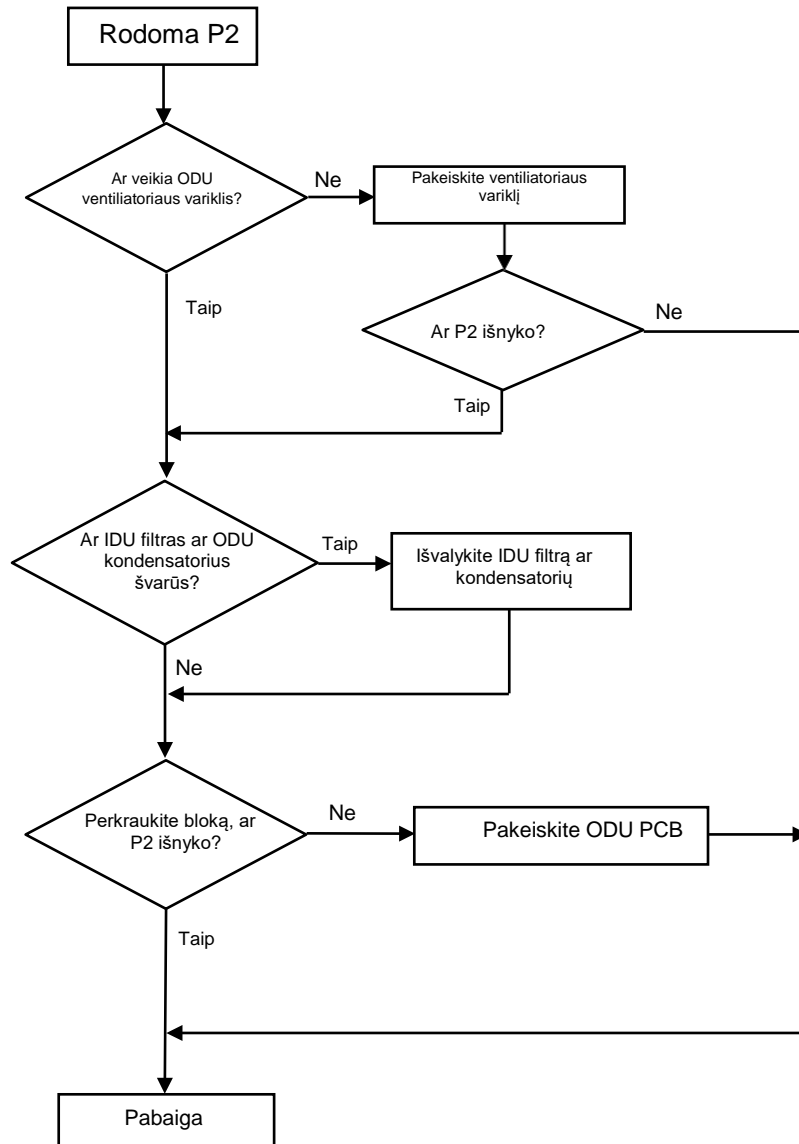 Rodoma P2
Ar veikia ODU
ventiliatoriaus variklis?
Ne
Pakeiskite ventiliatoriaus
variklį
Taip
Ar P2 išnyko?
Ne
Taip
Ar IDU filtras ar ODU
kondensatorius
švarūs?
Taip
Išvalykite IDU filtrą ar
kondensatorių
Ne
Perkraukite bloką, ar
P2 išnyko?
Ne
Pakeiskite ODU PCB
Taip
Pabaiga